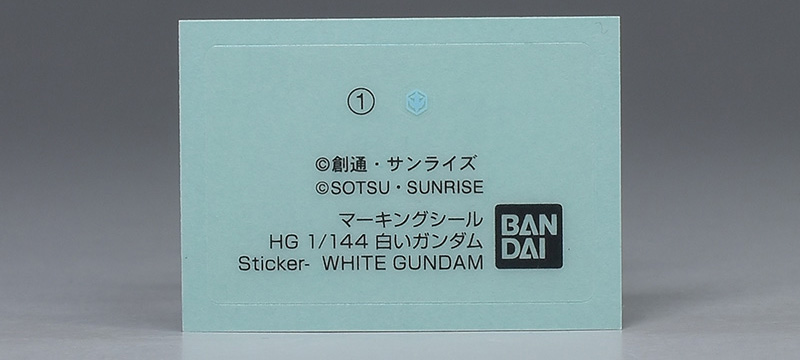 ①
©創通・サンライズ
©SOTSU・SUNRISE
マーキングシール
HG 1/144 白いガンダム
Sticker- WHITE GUNDAM
BAN
DAI